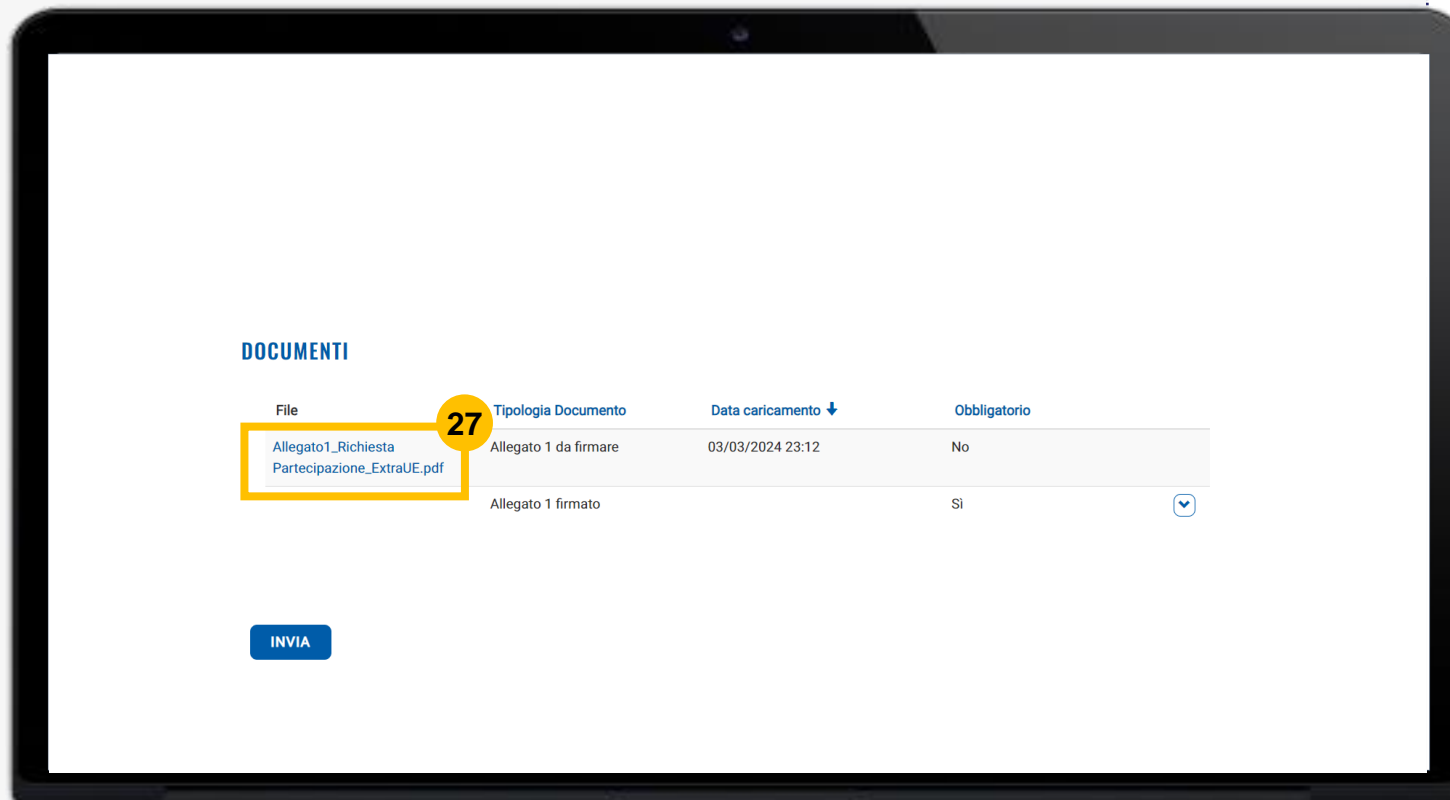 DOCUMENTI
File Tipologia Documento Data caricamento Obbligatorio
27
Allegato1_Richiesta Allegato 1 da firmare 03/03/2024 23:12 No
Partecipazione_ExtraUE.pdf
Allegato 1 firmato Sì
INVIA